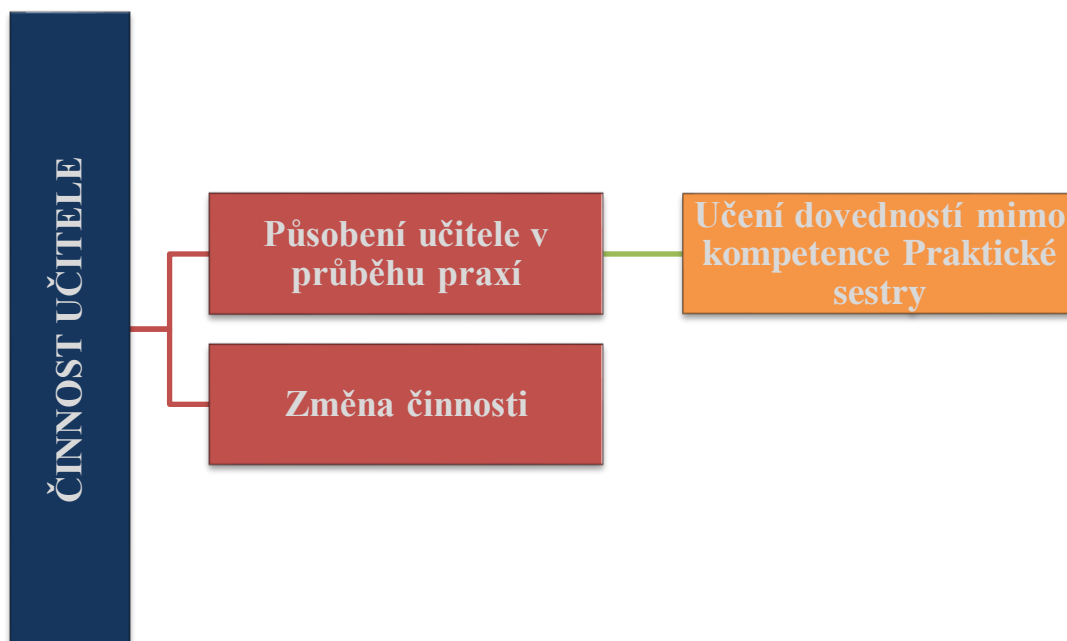 ČINNOST UČITELE
Působení učitele v
průběhu praxí
Učení dovedností mimo
kompetence Praktické
sestry
Změna činnosti